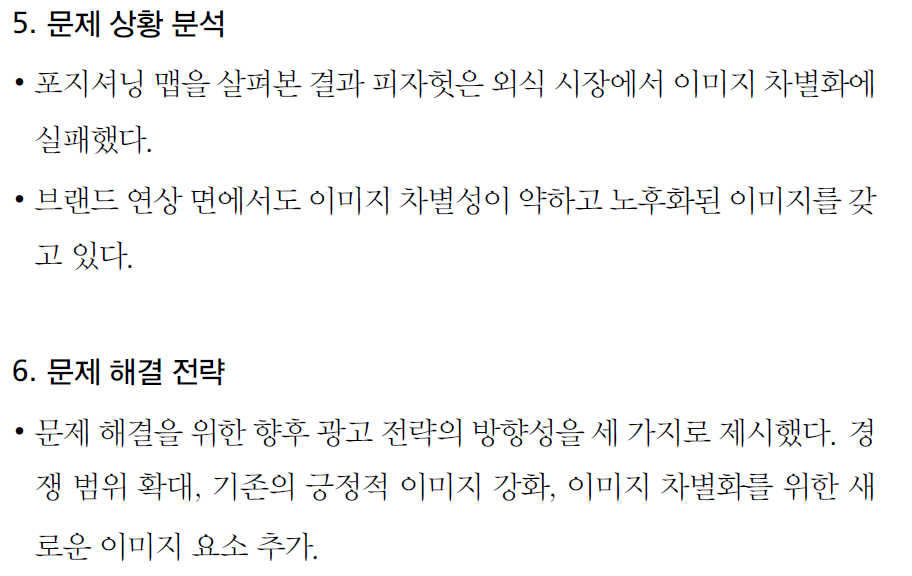 5. 문제 상황 분석
• 포지셔닝 맵을 살펴본 결과 피자헛은 외식 시장에서 이미지 차별화에
실패했다.
• 브랜드 연상 면에서도 이미지 차별성이 약하고 노후화된 이미지를 갖
고 있다.
6. 문제 해결 전략
• 문제 해결을 위한 향후 광고 전략의 방향성을 세 가지로 제시했다. 경
쟁 범위 확대, 기존의 긍정적 이미지 강화, 이미지 차별화를 위한 새
로운 이미지 요소 추가.